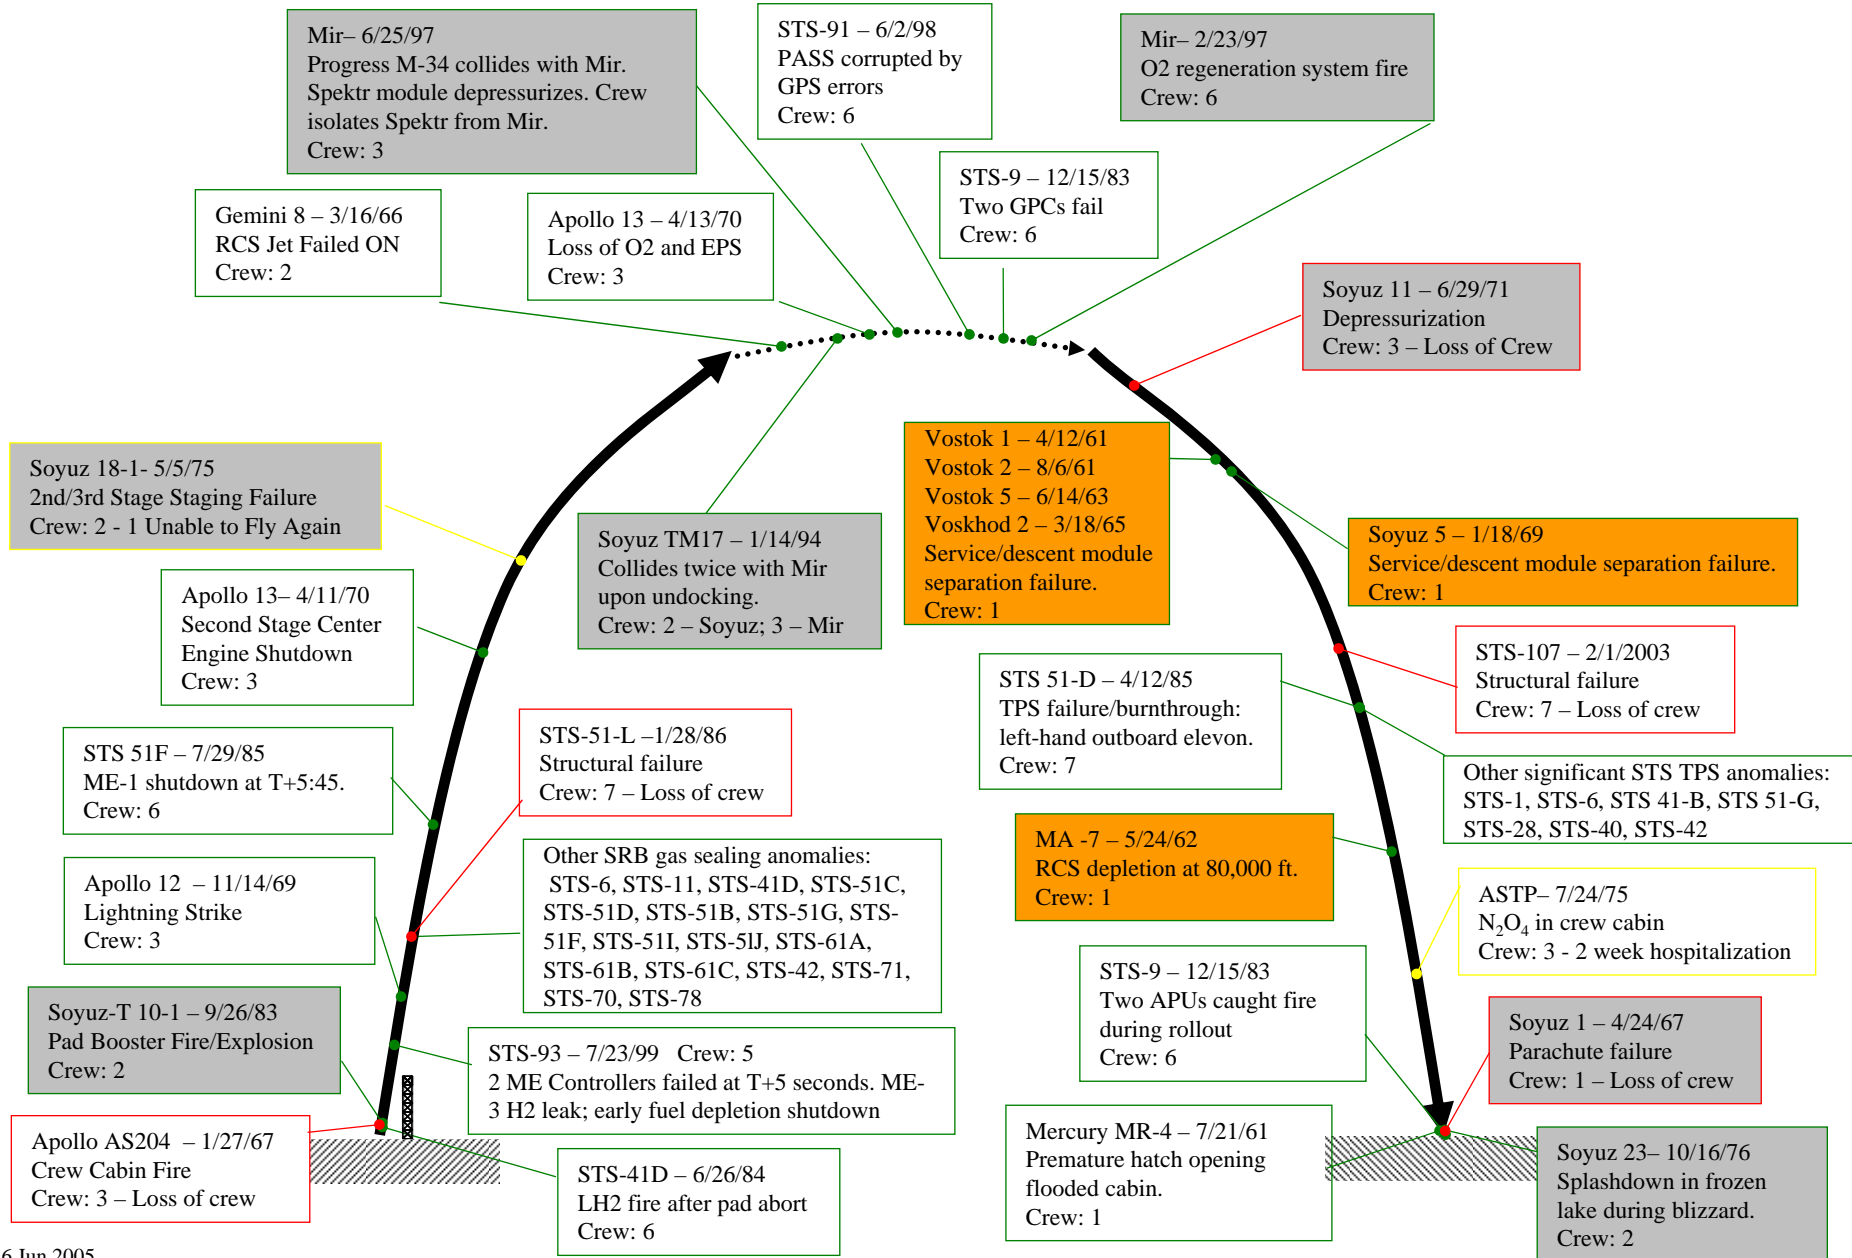 Mir– 6/25/97
Progress M-34 collides with Mir.
Spektr module depressurizes. Crew
isolates Spektr from Mir.
Crew: 3
STS-91 – 6/2/98
PASS corrupted by
GPS errors
Crew: 6
Mir– 2/23/97
O2 regeneration system fire
Crew: 6
Gemini 8 – 3/16/66
RCS Jet Failed ON
Crew: 2
Apollo 13 – 4/13/70
Loss of O2 and EPS
Crew: 3
STS-9 – 12/15/83
Two GPCs fail
Crew: 6
Soyuz 11 – 6/29/71
Depressurization
Crew: 3 – Loss of Crew
Soyuz 18-1- 5/5/75
2nd/3rd Stage Staging Failure
Crew: 2 - 1 Unable to Fly Again
Vostok 1 – 4/12/61
Vostok 2 – 8/6/61
Vostok 5 – 6/14/63
Voskhod 2 – 3/18/65
Service/descent module
separation failure.
Crew: 1
Soyuz TM17 – 1/14/94
Collides twice with Mir
upon undocking.
Crew: 2 – Soyuz; 3 – Mir
Soyuz 5 – 1/18/69
Service/descent module separation failure.
Crew: 1
Apollo 13– 4/11/70
Second Stage Center
Engine Shutdown
Crew: 3
STS-107 – 2/1/2003
Structural failure
Crew: 7 – Loss of crew
STS 51-D – 4/12/85
TPS failure/burnthrough:
left-hand outboard elevon.
Crew: 7
STS 51F – 7/29/85
ME-1 shutdown at T+5:45.
Crew: 6
STS-51-L –1/28/86
Structural failure
Crew: 7 – Loss of crew
Other significant STS TPS anomalies:
STS-1, STS-6, STS 41-B, STS 51-G,
STS-28, STS-40, STS-42
MA -7 – 5/24/62
RCS depletion at 80,000 ft.
Crew: 1
Other SRB gas sealing anomalies:
STS-6, STS-11, STS-41D, STS-51C,
STS-51D, STS-51B, STS-51G, STS-
51F, STS-51I, STS-5lJ, STS-61A,
STS-61B, STS-61C, STS-42, STS-71,
STS-70, STS-78
Apollo 12 – 11/14/69
Lightning Strike
Crew: 3
ASTP– 7/24/75
N₂O₄ in crew cabin
Crew: 3 - 2 week hospitalization
STS-9 – 12/15/83
Two APUs caught fire
during rollout
Crew: 6
Soyuz-T 10-1 – 9/26/83
Pad Booster Fire/Explosion
Crew: 2
STS-93 – 7/23/99 Crew: 5
2 ME Controllers failed at T+5 seconds. ME-
3 H2 leak; early fuel depletion shutdown
Soyuz 1 – 4/24/67
Parachute failure
Crew: 1 – Loss of crew
Apollo AS204 – 1/27/67
Crew Cabin Fire
Crew: 3 – Loss of crew
Mercury MR-4 – 7/21/61
Premature hatch opening
flooded cabin.
Crew: 1
STS-41D – 6/26/84
LH2 fire after pad abort
Crew: 6
Soyuz 23– 10/16/76
Splashdown in frozen
lake during blizzard.
Crew: 2
6 Jun 2005